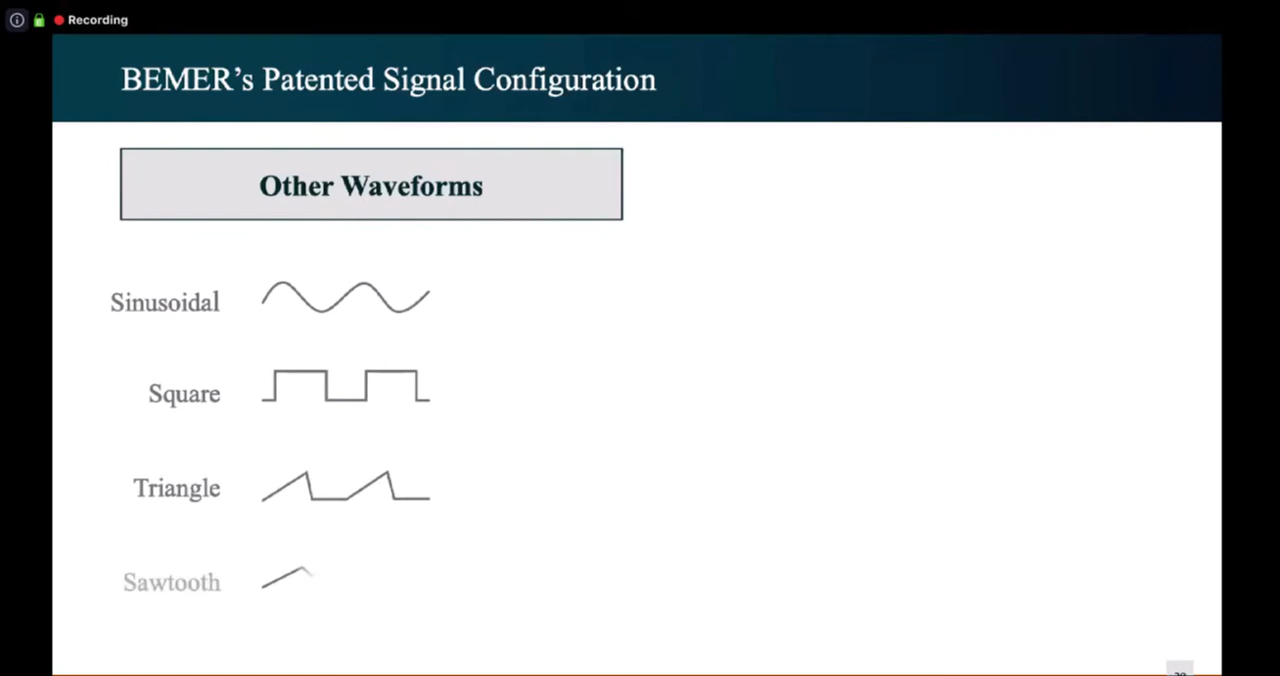 Recording
BEMER’s Patented Signal Configuration
Other Waveforms
Sinusoidal
Square
Triangle
Sawtooth